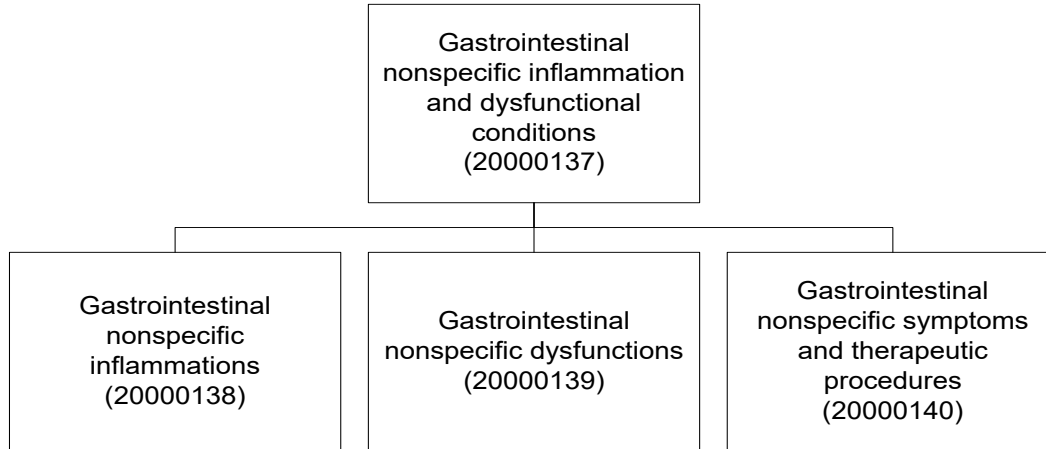 Gastrointestinal
nonspecific inflammation
and dysfunctional
conditions
(20000137)
Gastrointestinal
nonspecific
inflammations
(20000138)
Gastrointestinal
nonspecific dysfunctions
(20000139)
Gastrointestinal
nonspecific symptoms
and therapeutic
procedures
(20000140)